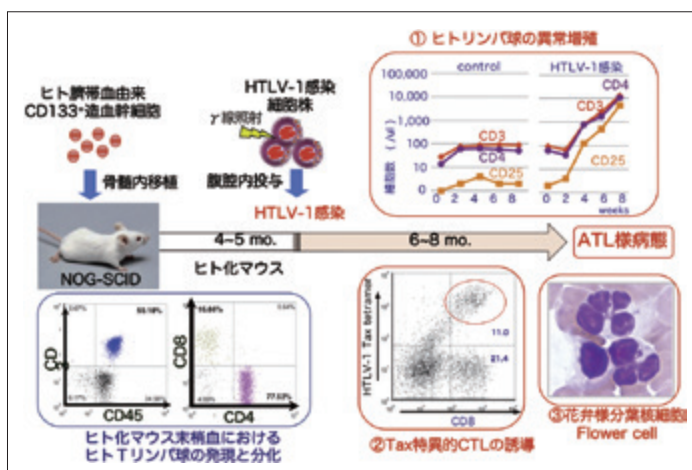 ① ヒトリンパ球の異常増殖
control
HTLV-1感染
100,000
10,000
1,000
100
10
0
細胞数 (/ul)
CD3
CD4
CD25
CD4
CD3
CD25
0 2 4 6 8
0 2 4 6 8
weeks
ヒト臍帯血由来
CD133+造血幹細胞
HTLV-1感染
細胞株
γ線照射
骨髄内移植
腹腔内投与
HTLV-1感染
4~5 mo.
6~8 mo.
ATL様病態
NOG-SCID
ヒト化マウス
CD
CD45
CD8
CD4
77.53%
ヒト化マウス末梢血における
ヒトTリンパ球の発現と分化
HTLV-1 Tax tetramer
11.0
21.4
CD8
②Tax特異的CTLの誘導
③花弁様分葉核細胞
Flower cell